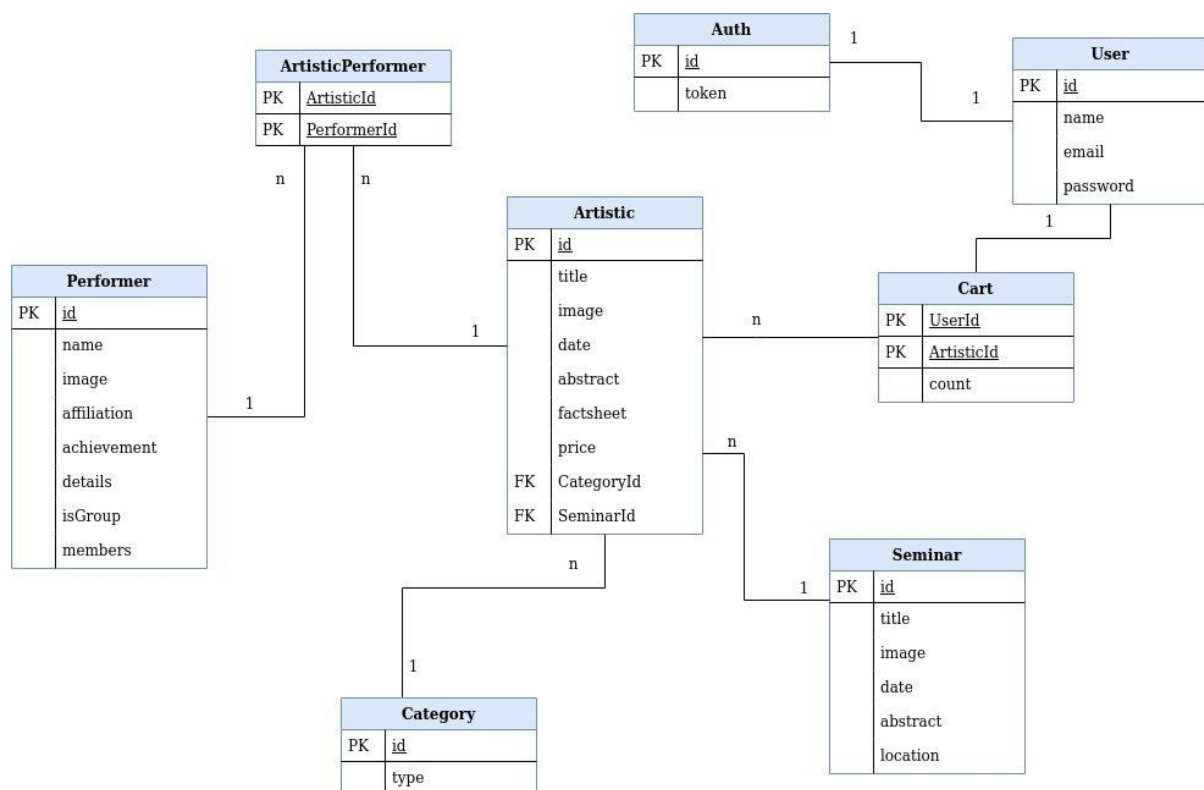 Auth
PK id
token
1
1
User
PK id
name
email
password
1
ArtisticPerformer
PK ArtisticId
PK PerformerId
n
n
Artistic
PK id
title
image
date
abstract
factsheet
price
FK CategoryId
FK SeminarId
1
n
n
n
Performer
PK id
name
image
affiliation
achievement
details
isGroup
members
1
Cart
PK UserId
PK ArtisticId
count
Seminar
PK id
title
image
date
abstract
location
1
1
Category
PK id
type